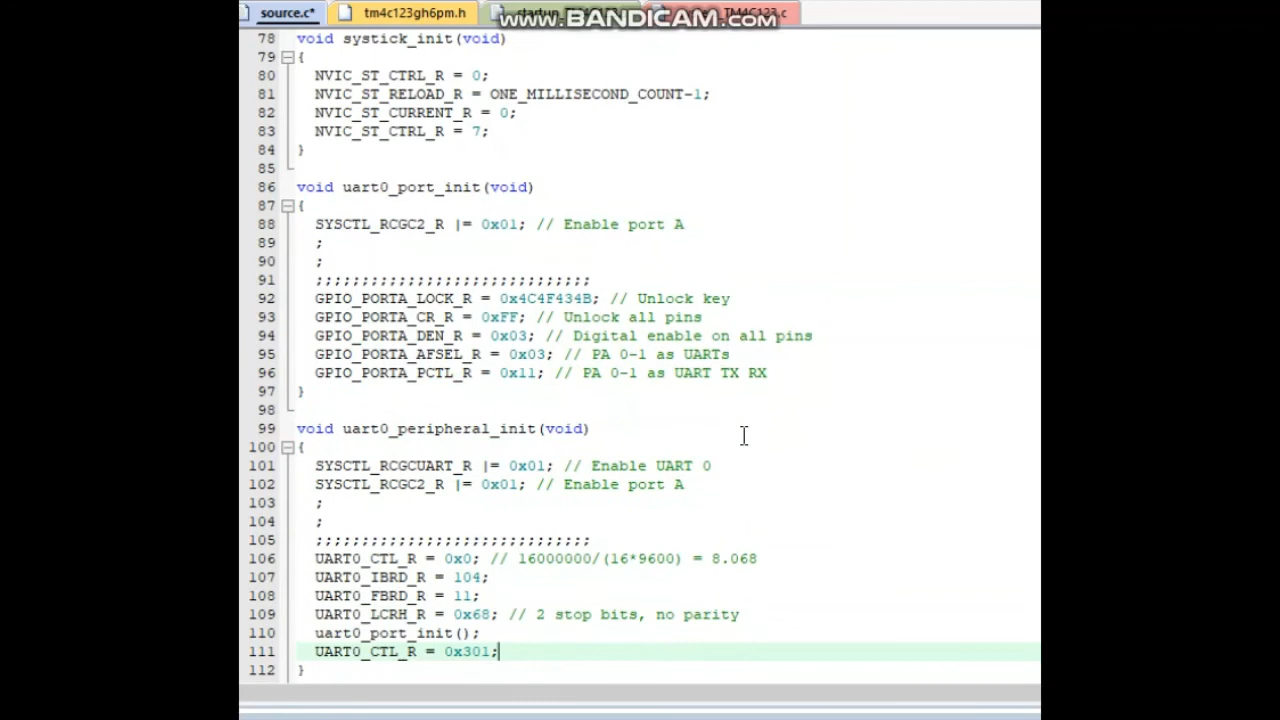 source.c* tm4c123gh6pm.h startup_TM4C123.c
www.BANDICAM.com
78 void systick_init(void)
79 {
80 NVIC_ST_CTRL_R = 0;
81 NVIC_ST_RELOAD_R = ONE_MILLISECOND_COUNT-1;
82 NVIC_ST_CURRENT_R = 0;
83 NVIC_ST_CTRL_R = 7;
84 }
85
86 void uart0_port_init(void)
87 {
88 SYSCTL_RCGC2_R |= 0x01; // Enable port A
89 ;
90 ;
91 ;;;;;;;;;;;;;;;;;;;;;;;;;;;;;;
92 GPIO_PORTA_LOCK_R = 0x4C4F434B; // Unlock key
93 GPIO_PORTA_CR_R = 0xFF; // Unlock all pins
94 GPIO_PORTA_DEN_R = 0x03; // Digital enable on all pins
95 GPIO_PORTA_AFSEL_R = 0x03; // PA 0-1 as UARTs
96 GPIO_PORTA_PCTL_R = 0x11; // PA 0-1 as UART TX RX
97 }
98
99 void uart0_peripheral_init(void)
100 {
101 SYSCTL_RCGCUART_R |= 0x01; // Enable UART 0
102 SYSCTL_RCGC2_R |= 0x01; // Enable port A
103 ;
104 ;
105 ;;;;;;;;;;;;;;;;;;;;;;;;;;;;;;
106 UART0_CTL_R = 0x0; // 16000000/(16*9600) = 8.068
107 UART0_IBRD_R = 104;
108 UART0_FBRD_R = 11;
109 UART0_LCRH_R = 0x68; // 2 stop bits, no parity
110 uart0_port_init();
111 UART0_CTL_R = 0x301;
112 }